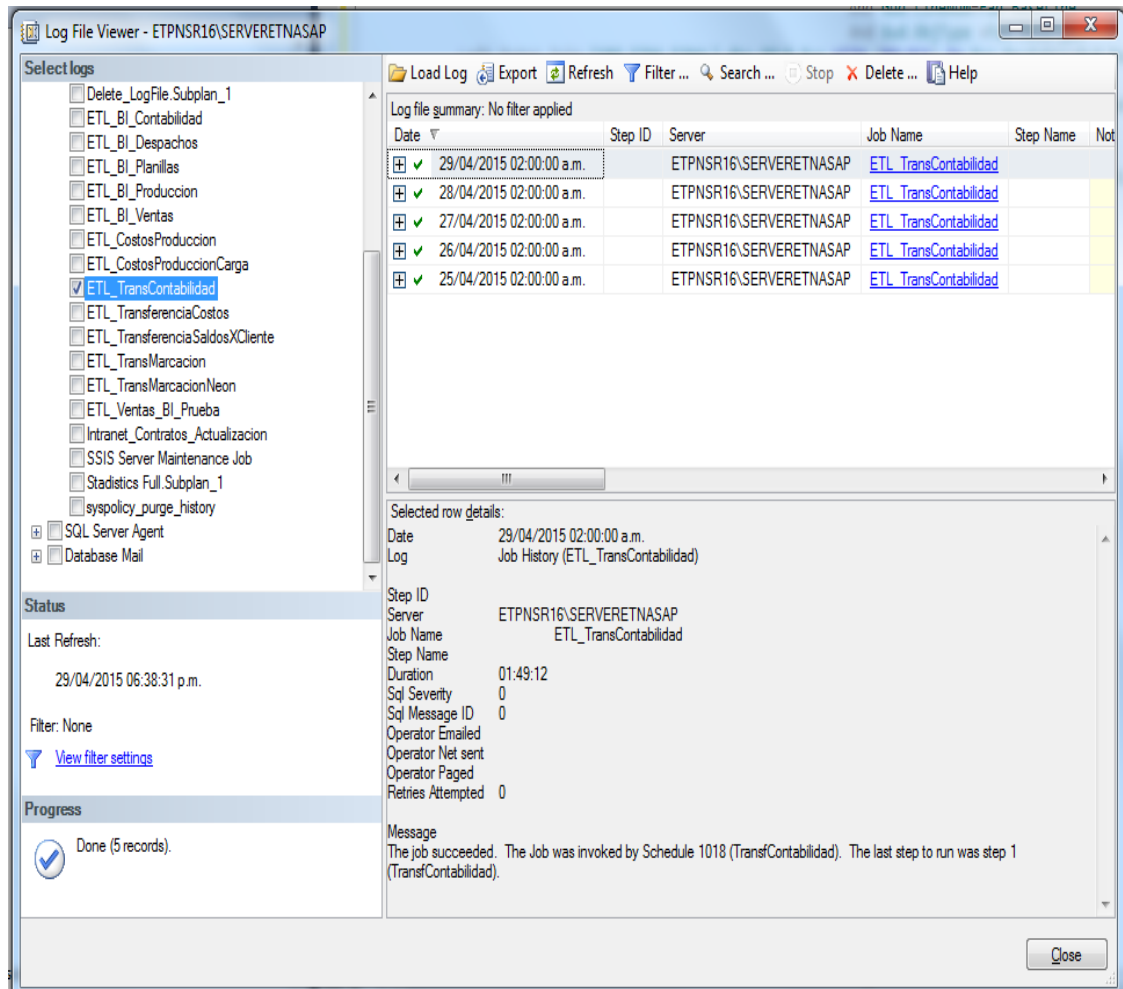 Log File Viewer - ETPNSR16\SERVERETNASAP
Select logs
Delete_LogFile.Subplan_1
ETL_BI_Contabilidad
ETL_BI_Despachos
ETL_BI_Planillas
ETL_BI_Produccion
ETL_BI_Ventas
ETL_CostosProduccion
ETL_CostosProduccionCarga
ETL_TransContabilidad
ETL_TransferenciaCostos
ETL_TransferenciaSaldosXCliente
ETL_TransMarcacion
ETL_TransMarcacionNeon
ETL_Ventas_BI_Prueba
Intranet_Contratos_Actualizacion
SSIS Server Maintenance Job
Stadistics Full.Subplan_1
syspolicy_purge_history
SQL Server Agent
Database Mail
Status
Last Refresh:
29/04/2015 06:38:31 p.m.
Filter: None
View filter settings
Progress
Done (5 records).
Load Log Export Refresh Filter ... Search ... Stop Delete ... Help
Log file summary: No filter applied
Date Step ID Server Job Name Step Name Not
29/04/2015 02:00:00 a.m. ETPNSR16\SERVERETNASAP ETL_TransContabilidad
28/04/2015 02:00:00 a.m. ETPNSR16\SERVERETNASAP ETL_TransContabilidad
27/04/2015 02:00:00 a.m. ETPNSR16\SERVERETNASAP ETL_TransContabilidad
26/04/2015 02:00:00 a.m. ETPNSR16\SERVERETNASAP ETL_TransContabilidad
25/04/2015 02:00:00 a.m. ETPNSR16\SERVERETNASAP ETL_TransContabilidad
Selected row details:
Date 29/04/2015 02:00:00 a.m.
Log Job History (ETL_TransContabilidad)
Step ID
Server ETPNSR16\SERVERETNASAP
Job Name ETL_TransContabilidad
Step Name
Duration 01:49:12
Sql Severity 0
Sql Message ID 0
Operator Emailed
Operator Net sent
Operator Paged
Retries Attempted 0
Message
The job succeeded. The Job was invoked by Schedule 1018 (TransfContabilidad). The last step to run was step 1
(TransfContabilidad).
Close